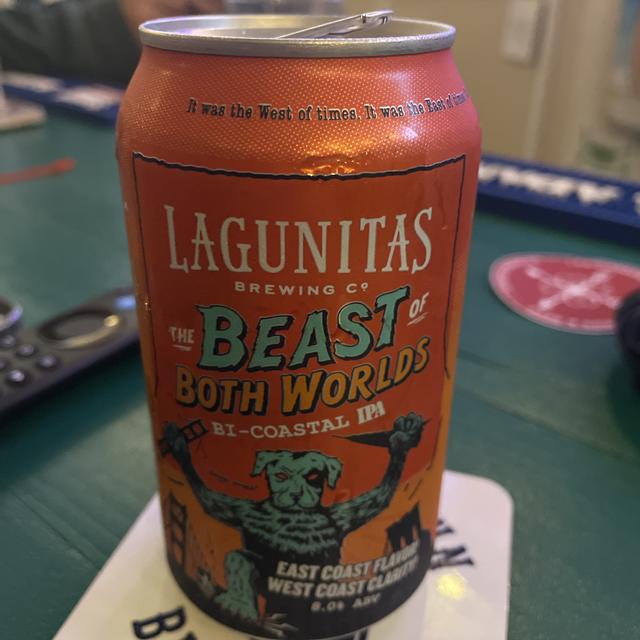 It was the West of times, It was the East of times
LAGUNITAS
BREWING CO
THE BEAST OF
BOTH WORLDS
BI-COASTAL IPA
EAST COAST FLAVOR
WEST COAST CLARITY
8.0% ABV